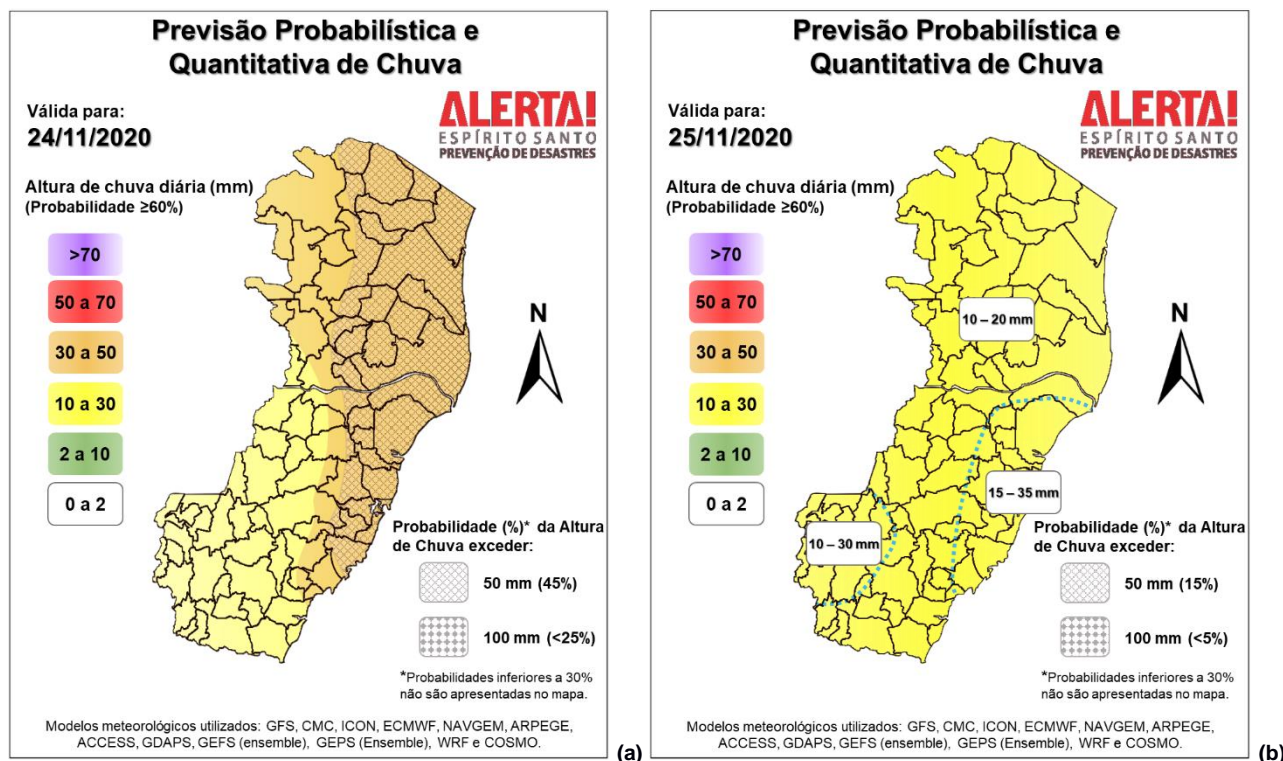 Previsão Probabilística e
Quantitativa de Chuva
Válida para:
24/11/2020
ALERTA!
ESPÍRITO SANTO
PREVENÇÃO DE DESASTRES
Altura de chuva diária (mm)
(Probabilidade ≥60%)
>70
50 a 70
30 a 50
10 a 30
2 a 10
0 a 2
N
Probabilidade (%)* da Altura
de Chuva exceder:
50 mm (45%)
100 mm (<25%)
*Probabilidades inferiores a 30%
não são apresentadas no mapa.
Modelos meteorológicos utilizados: GFS, CMC, ICON, ECMWF, NAVGEM, ARPEGE,
ACCESS, GDAPS, GEFS (ensemble), GEPS (Ensemble), WRF e COSMO.
(a)
Previsão Probabilística e
Quantitativa de Chuva
Válida para:
25/11/2020
ALERTA!
ESPÍRITO SANTO
PREVENÇÃO DE DESASTRES
Altura de chuva diária (mm)
(Probabilidade ≥60%)
>70
50 a 70
30 a 50
10 a 30
2 a 10
0 a 2
10 – 20 mm
N
15 – 35 mm
10 – 30 mm
Probabilidade (%)* da Altura
de Chuva exceder:
50 mm (15%)
100 mm (<5%)
*Probabilidades inferiores a 30%
não são apresentadas no mapa.
Modelos meteorológicos utilizados: GFS, CMC, ICON, ECMWF, NAVGEM, ARPEGE,
ACCESS, GDAPS, GEFS (ensemble), GEPS (Ensemble), WRF e COSMO.
(b)